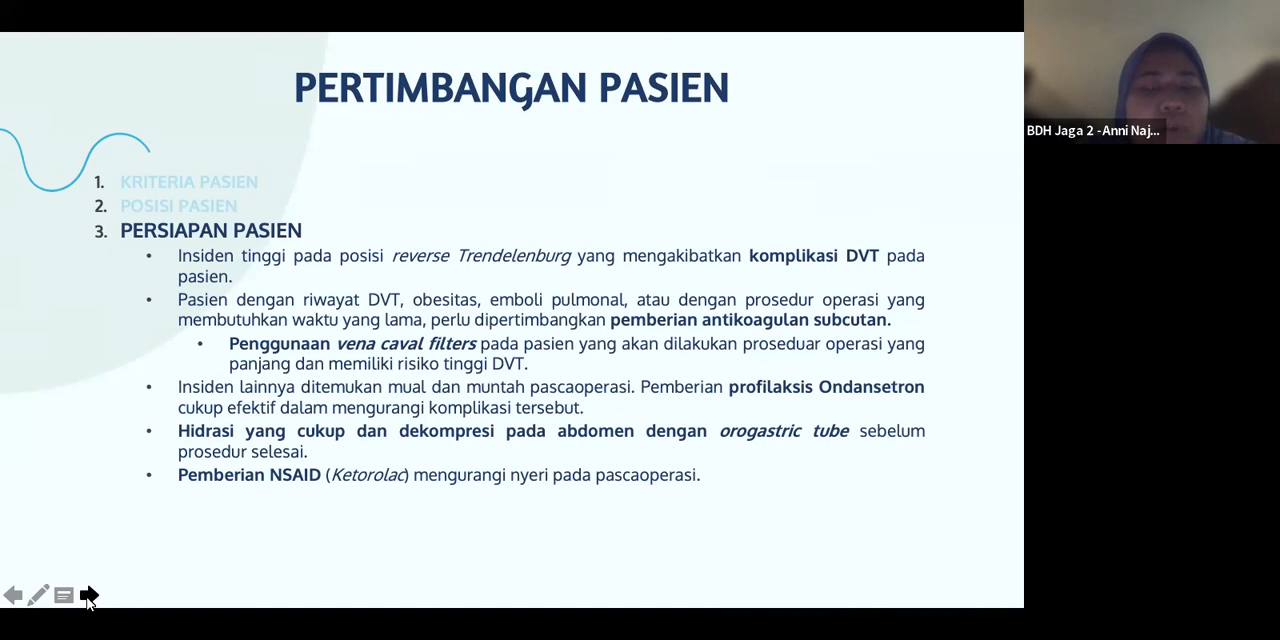 PERTIMBANGAN PASIEN
1. KRITERIA PASIEN
2. POSISI PASIEN
3. PERSIAPAN PASIEN
• Insiden tinggi pada posisi reverse Trendelenburg yang mengakibatkan komplikasi DVT pada
pasien.
• Pasien dengan riwayat DVT, obesitas, emboli pulmonal, atau dengan prosedur operasi yang
membutuhkan waktu yang lama, perlu dipertimbangkan pemberian antikoagulan subcutan.
• Penggunaan vena caval filters pada pasien yang akan dilakukan proseduar operasi yang
panjang dan memiliki risiko tinggi DVT.
• Insiden lainnya ditemukan mual dan muntah pascaoperasi. Pemberian profilaksis Ondansetron
cukup efektif dalam mengurangi komplikasi tersebut.
• Hidrasi yang cukup dan dekompresi pada abdomen dengan orogastric tube sebelum
prosedur selesai.
• Pemberian NSAID (Ketorolac) mengurangi nyeri pada pascaoperasi.
BDH Jaga 2 -Anni Naj...